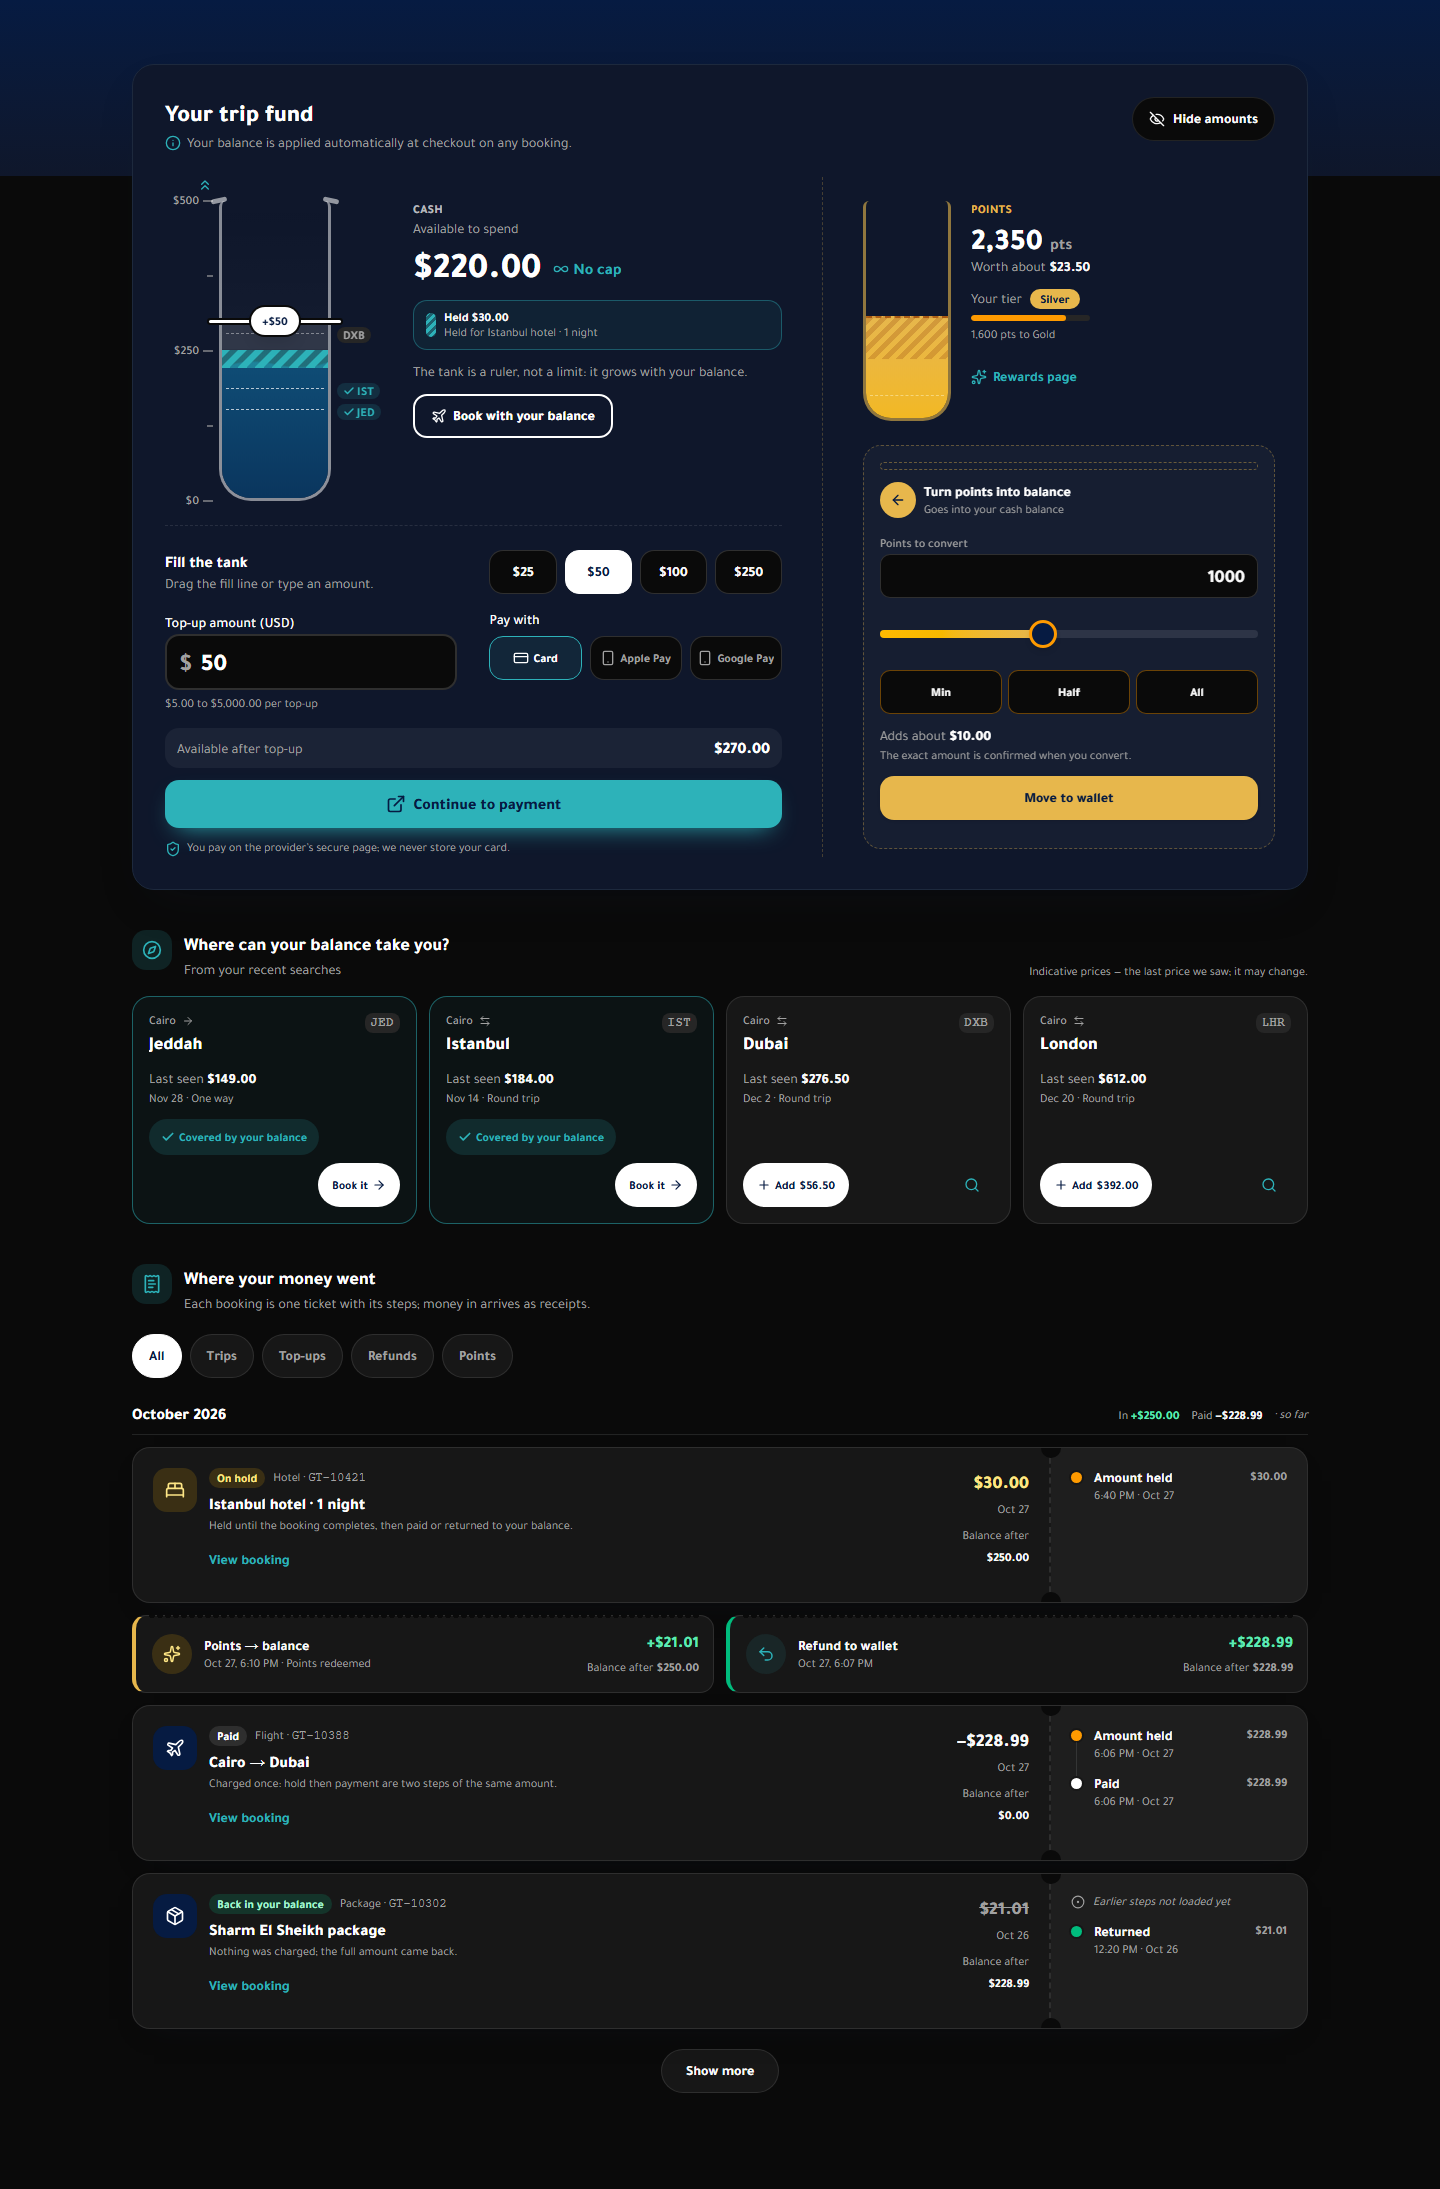 Your trip fund
Your balance is applied automatically at checkout on any booking.
Hide amounts
$500
$250
$0
+$50
DXB
IST
JED
CASH
Available to spend
$220.00 No cap
Held $30.00
Held for Istanbul hotel · 1 night
The tank is a ruler, not a limit: it grows with your balance.
Book with your balance
POINTS
2,350 pts
Worth about $23.50
Your tier Silver
1,600 pts to Gold
Rewards page
Fill the tank
Drag the fill line or type an amount.
$25 $50 $100 $250
Top-up amount (USD)
$ 50
$5.00 to $5,000.00 per top-up
Pay with
Card Apple Pay Google Pay
Available after top-up $270.00
Continue to payment
You pay on the provider's secure page; we never store your card.
Turn points into balance
Goes into your cash balance
Points to convert
1000
Min Half All
Adds about $10.00
The exact amount is confirmed when you convert.
Move to wallet
Where can your balance take you?
From your recent searches
Indicative prices – the last price we saw; it may change.
Cairo → JED
Jeddah
Last seen $149.00
Nov 28 · One way
Covered by your balance
Book it →
Cairo ⇆ IST
Istanbul
Last seen $184.00
Nov 14 · Round trip
Covered by your balance
Book it →
Cairo ⇆ DXB
Dubai
Last seen $276.50
Dec 2 · Round trip
+ Add $56.50
Cairo ⇆ LHR
London
Last seen $612.00
Dec 20 · Round trip
+ Add $392.00
Where your money went
Each booking is one ticket with its steps; money in arrives as receipts.
All Trips Top-ups Refunds Points
October 2026
In +$250.00 Paid −$228.99 · so far
On hold Hotel · GT-10421
Istanbul hotel · 1 night
Held until the booking completes, then paid or returned to your balance.
View booking
$30.00
Oct 27
Balance after
$250.00
Amount held $30.00
6:40 PM · Oct 27
Points → balance
Oct 27, 6:10 PM · Points redeemed
+$21.01
Balance after $250.00
Refund to wallet
Oct 27, 6:07 PM
+$228.99
Balance after $228.99
Paid Flight · GT-10388
Cairo → Dubai
Charged once: hold then payment are two steps of the same amount.
View booking
−$228.99
Oct 27
Balance after
$0.00
Amount held $228.99
6:06 PM · Oct 27
Paid $228.99
6:06 PM · Oct 27
Back in your balance Package · GT-10302
Sharm El Sheikh package
Nothing was charged; the full amount came back.
View booking
$21.01
Oct 26
Balance after
$228.99
Earlier steps not loaded yet
Returned $21.01
12:20 PM · Oct 26
Show more